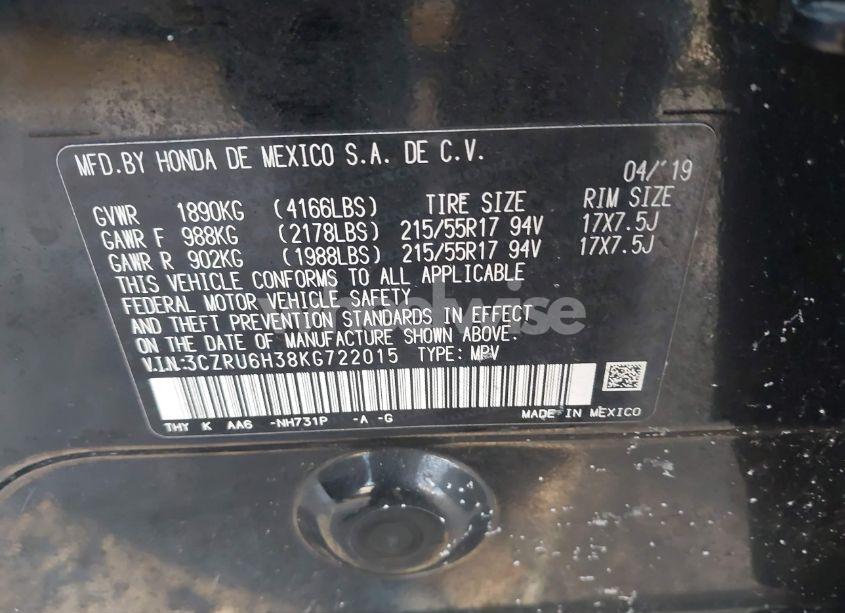 MFD.BY HONDA DE MEXICO S.A. DE C.V.
04/'19
GVWR 1890KG (4166LBS) TIRE SIZE RIM SIZE
GAWR F 988KG (2178LBS) 215/55R17 94V 17X7.5J
GAWR R 902KG (1988LBS) 215/55R17 94V 17X7.5J
THIS VEHICLE CONFORMS TO ALL APPLICABLE
FEDERAL MOTOR VEHICLE SAFETY
AND THEFT PREVENTION STANDARDS IN EFFECT
ON THE DATE OF MANUFACTURE SHOWN ABOVE.
V.I.N:3CZRU6H38KG722015 TYPE: MPV
THY K AA6 -NH731P -A -G MADE IN MEXICO